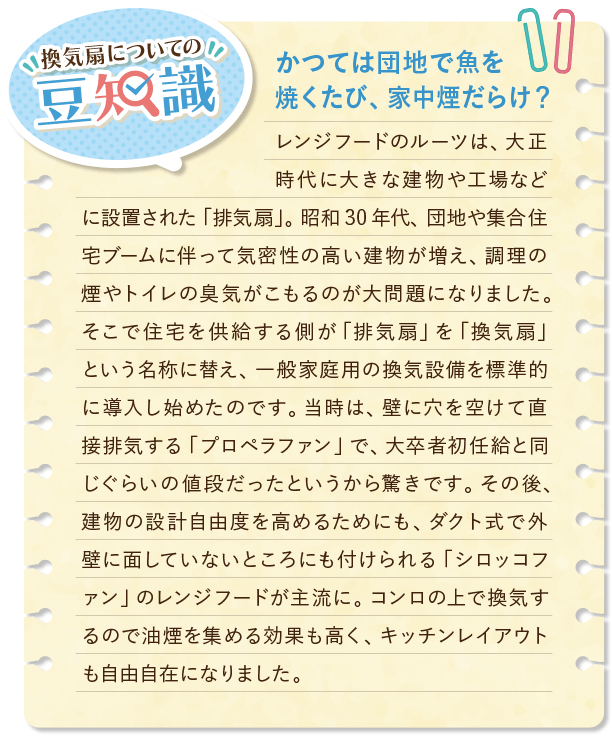 換気扇についての
豆知識
かつては団地で魚を
焼くたび、家中煙だらけ？
レンジフードのルーツは、大正
時代に大きな建物や工場など
に設置された「排気扇」。昭和30年代、団地や集合住
宅ブームに伴って気密性の高い建物が増え、調理の
煙やトイレの臭気がこもるのが大問題になりました。
そこで住宅を供給する側が「排気扇」を「換気扇」
という名称に替え、一般家庭用の換気設備を標準的
に導入し始めたのです。当時は、壁に穴を空けて直
接排気する「プロペラファン」で、大卒者初任給と同
じぐらいの値段だったというから驚きです。その後、
建物の設計自由度を高めるためにも、ダクト式で外
壁に面していないところにも付けられる「シロッコフ
ァン」のレンジフードが主流に。コンロの上で換気す
るので油煙を集める効果も高く、キッチンレイアウト
も自由自在になりました。